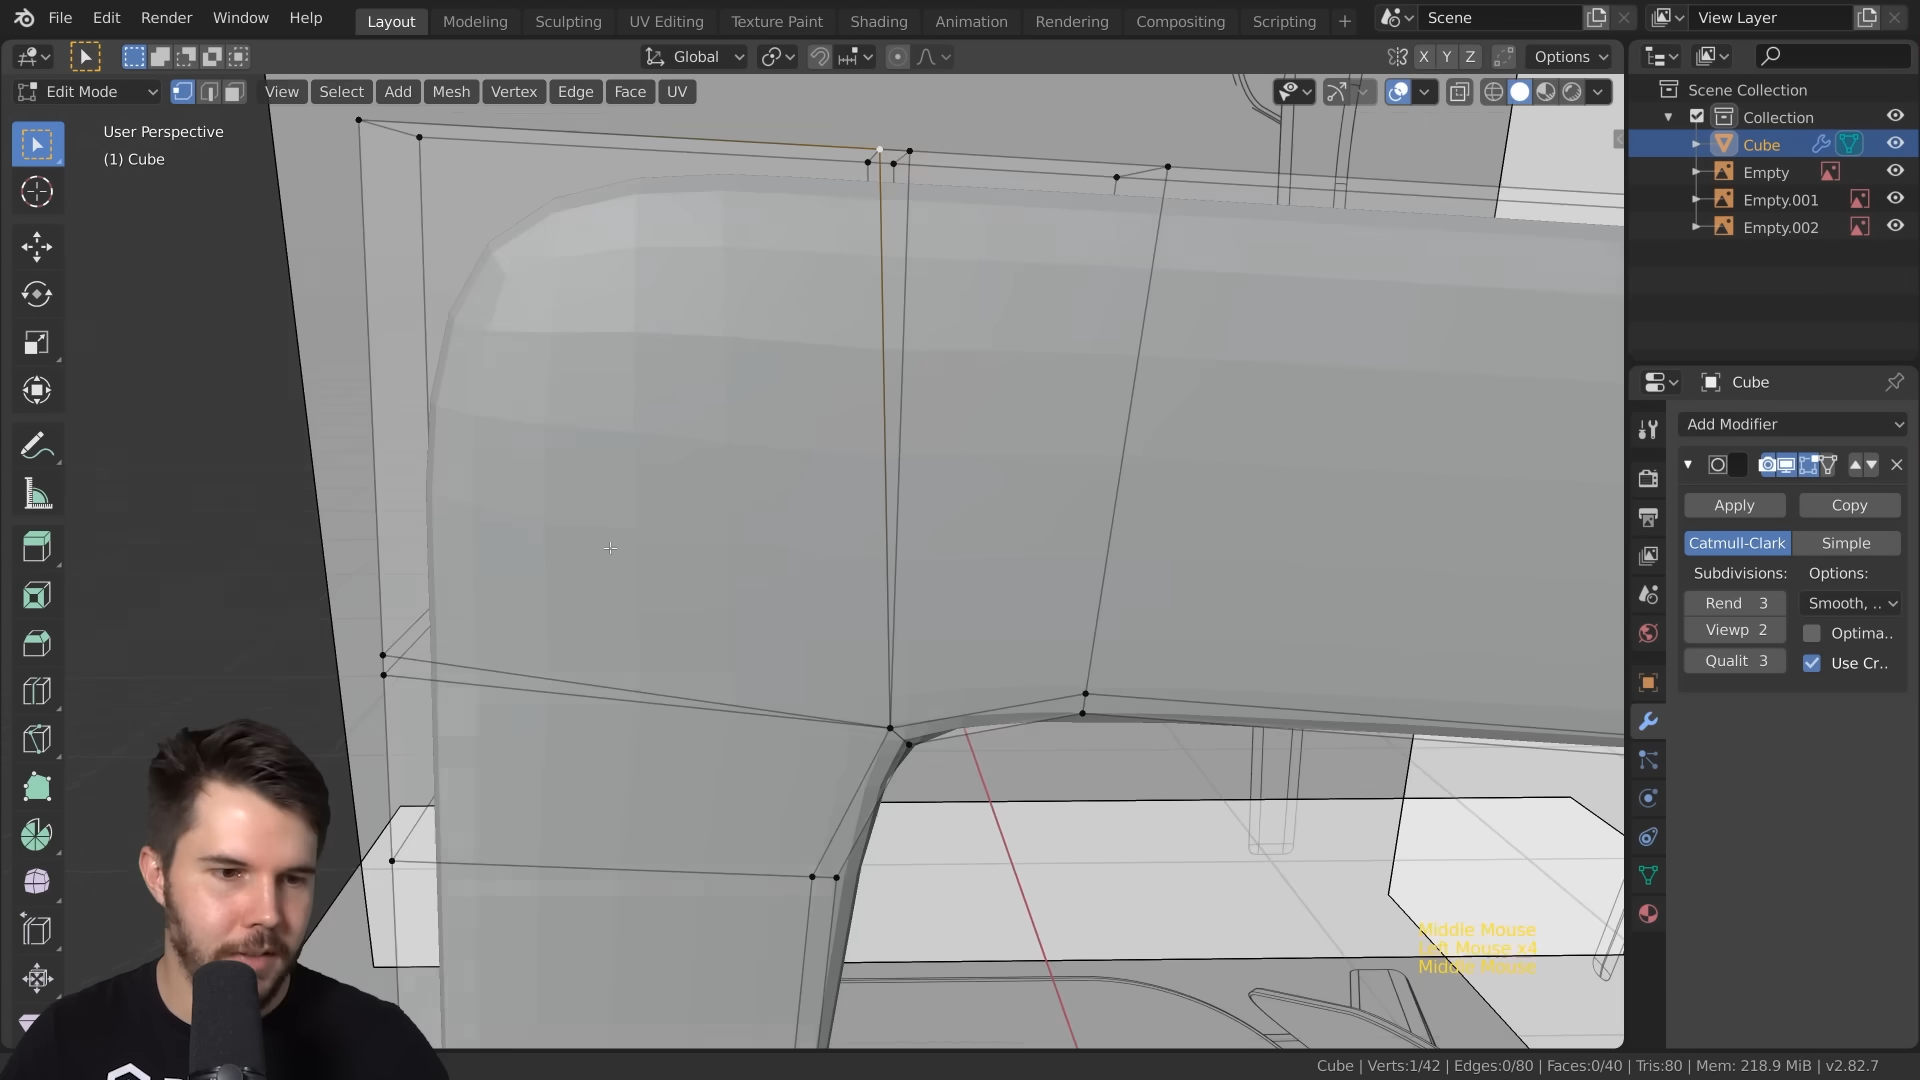 File Edit Render Window Help Layout Modeling Sculpting UV Editing Texture Paint Shading Animation Rendering Compositing Scripting + Scene View Layer
Global X Y Z Options
Edit Mode View Select Add Mesh Vertex Edge Face UV
Scene Collection
Collection
Cube
Empty
Empty.001
Empty.002
User Perspective
(1) Cube
Cube
Add Modifier
Apply Copy
Catmull-Clark Simple
Subdivisions: Options:
Rend 3 Smooth, ..
Viewp 2 Optima..
Qualit 3 Use Cr..
Middle Mouse
Left Mouse x4
Middle Mouse
Cube | Verts:1/42 | Edges:0/80 | Faces:0/40 | Tris:80 | Mem: 218.9 MiB | v2.82.7